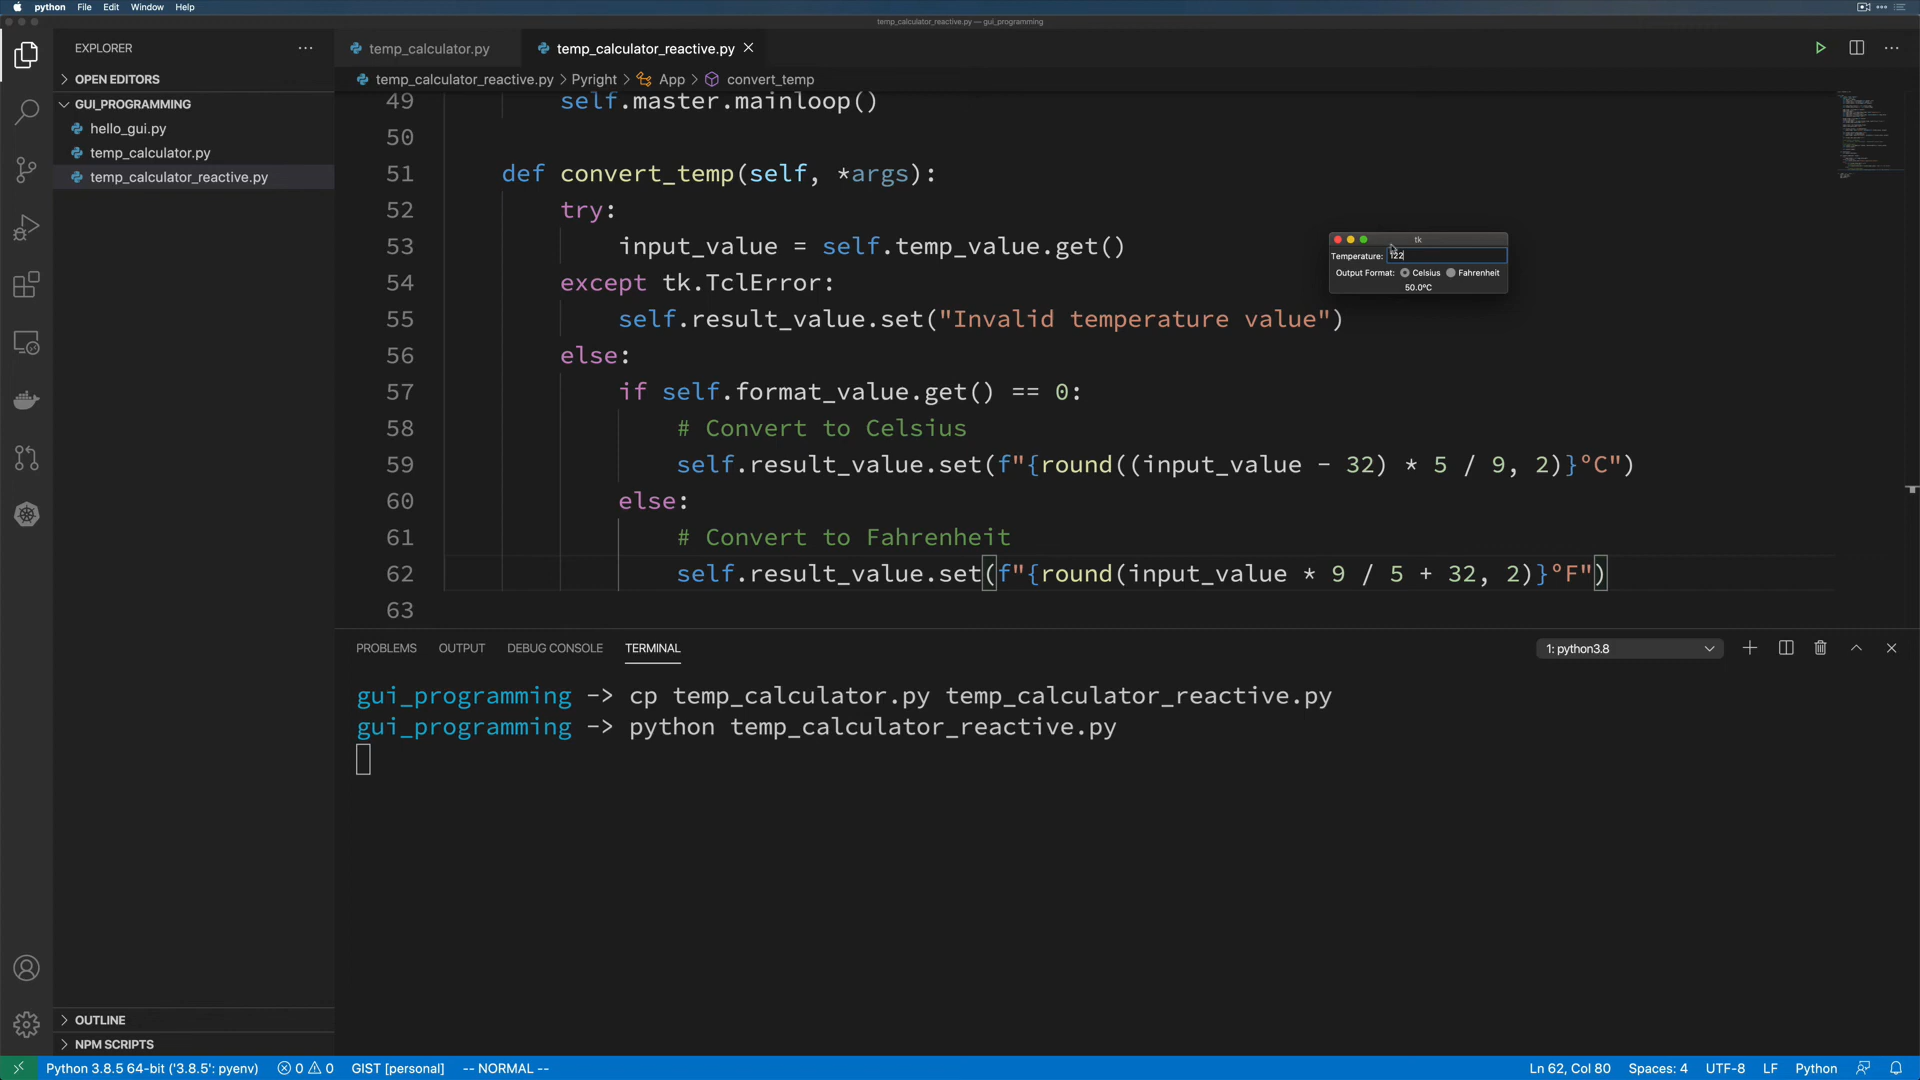 python File Edit Window Help
temp_calculator_reactive.py — gui_programming
EXPLORER
OPEN EDITORS
GUI_PROGRAMMING
hello_gui.py
temp_calculator.py
temp_calculator_reactive.py
temp_calculator.py temp_calculator_reactive.py
temp_calculator_reactive.py > Pyright > App > convert_temp
49 self.master.mainloop()
50
51 def convert_temp(self, *args):
52 try:
53 input_value = self.temp_value.get()
54 except tk.TclError:
55 self.result_value.set("Invalid temperature value")
56 else:
57 if self.format_value.get() == 0:
58 # Convert to Celsius
59 self.result_value.set(f"{round((input_value - 32) * 5 / 9, 2)}ºC")
60 else:
61 # Convert to Fahrenheit
62 self.result_value.set(f"{round(input_value * 9 / 5 + 32, 2)}ºF")
63
tk
Temperature: 122
Output Format: Celsius Fahrenheit
50.0ºC
PROBLEMS OUTPUT DEBUG CONSOLE TERMINAL
1: python3.8
gui_programming -> cp temp_calculator.py temp_calculator_reactive.py
gui_programming -> python temp_calculator_reactive.py
OUTLINE
NPM SCRIPTS
Python 3.8.5 64-bit ('3.8.5': pyenv) 0 0 GIST [personal] -- NORMAL -- Ln 62, Col 80 Spaces: 4 UTF-8 LF Python